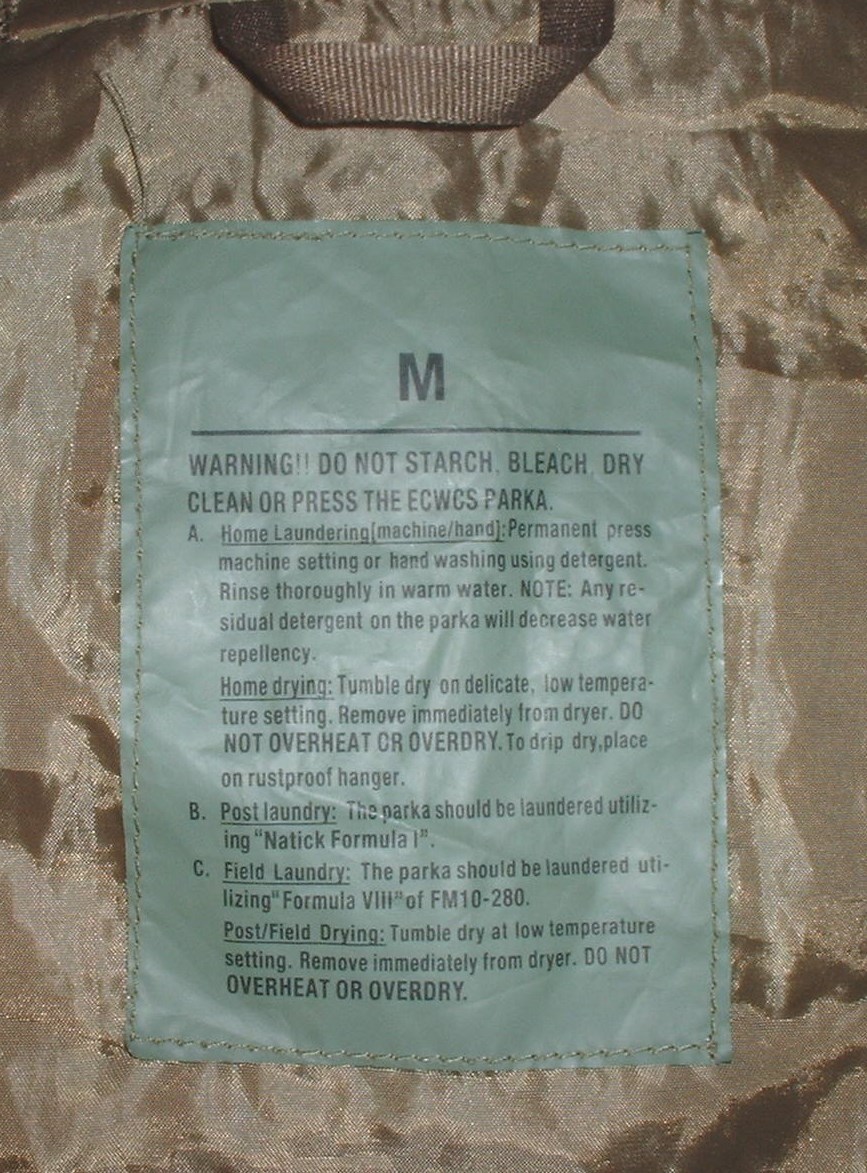 M
WARNING!! DO NOT STARCH, BLEACH, DRY
CLEAN OR PRESS THE ECWCS PARKA.
A. Home Laundering[machine/hand]:Permanent press
machine setting or hand washing using detergent.
Rinse thoroughly in warm water. NOTE: Any re-
sidual detergent on the parka will decrease water
repellency.
Home drying: Tumble dry on delicate, low tempera-
ture setting. Remove immediately from dryer. DO
NOT OVERHEAT OR OVERDRY. To drip dry,place
on rustproof hanger.
B. Post laundry: The parka should be laundered utiliz-
ing "Natick Formula I".
C. Field Laundry: The parka should be laundered uti-
lizing "Formula VIII" of FM10-280.
Post/Field Drying: Tumble dry at low temperature
setting. Remove immediately from dryer. DO NOT
OVERHEAT OR OVERDRY.